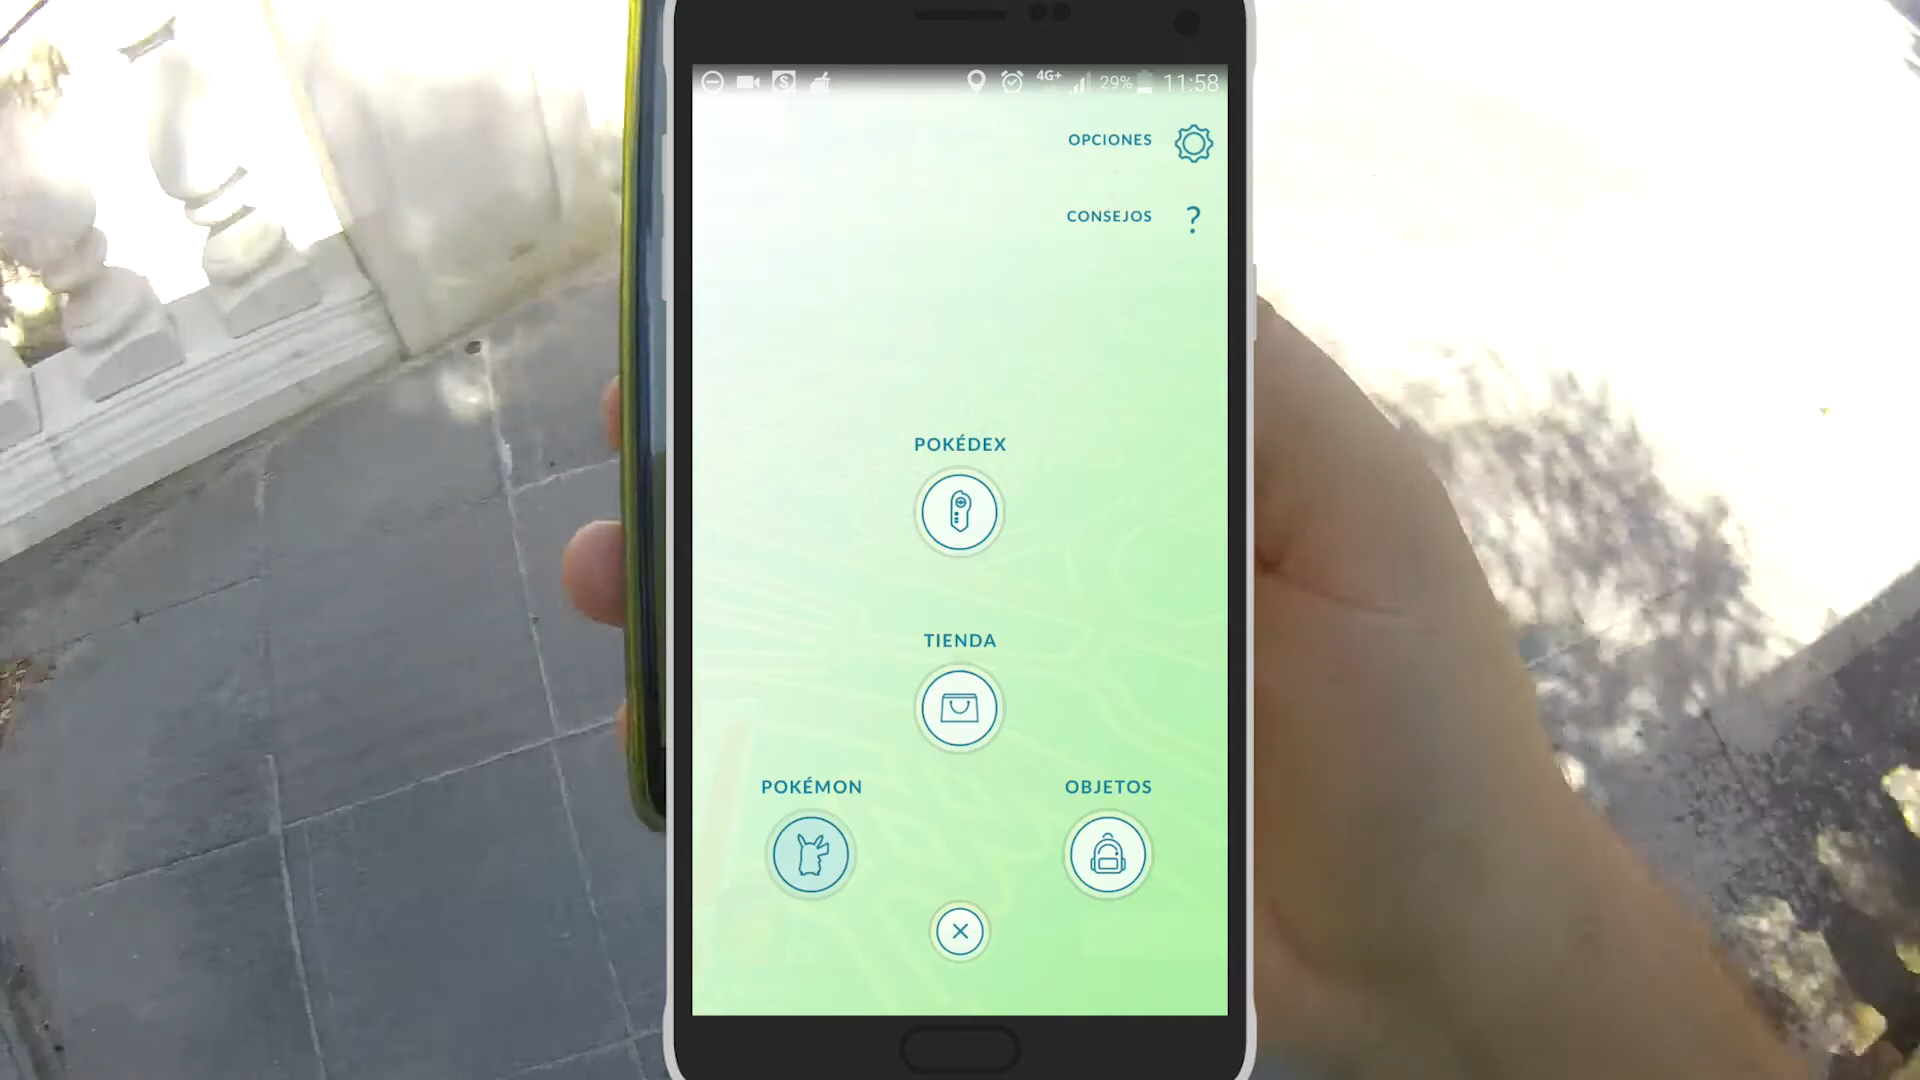 4G+ 29% 11:58
OPCIONES
CONSEJOS ?
POKÉDEX
TIENDA
POKÉMON OBJETOS